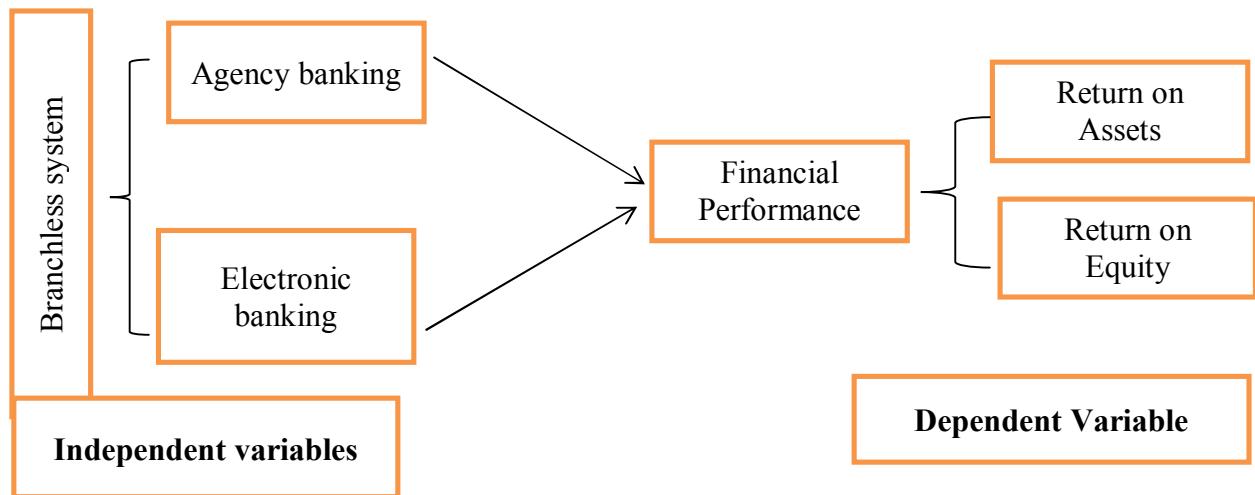 Branchless system
Agency banking
Electronic
banking
Financial
Performance
Return on
Assets
Return on
Equity
Independent variables
Dependent Variable